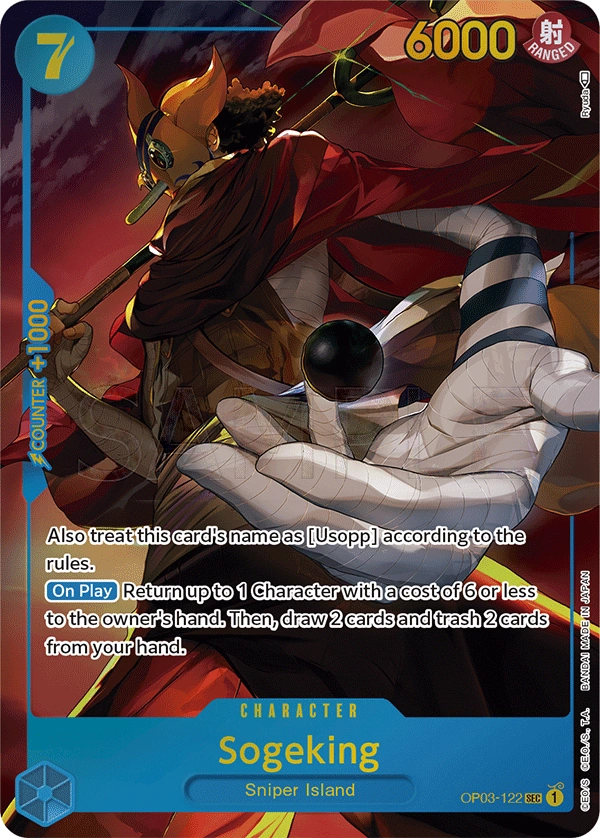 7
6000
射
RANGED
Ryuda
COUNTER +1000
SAMPLE
Also treat this card's name as [Usopp] according to the
rules.
On Play Return up to 1 Character with a cost of 6 or less
to the owner's hand. Then, draw 2 cards and trash 2 cards
from your hand.
CHARACTER
Sogeking
Sniper Island
OP03-122 SEC 1
©EO/S ©E.O./S., T.A. BANDAI MADE IN JAPAN